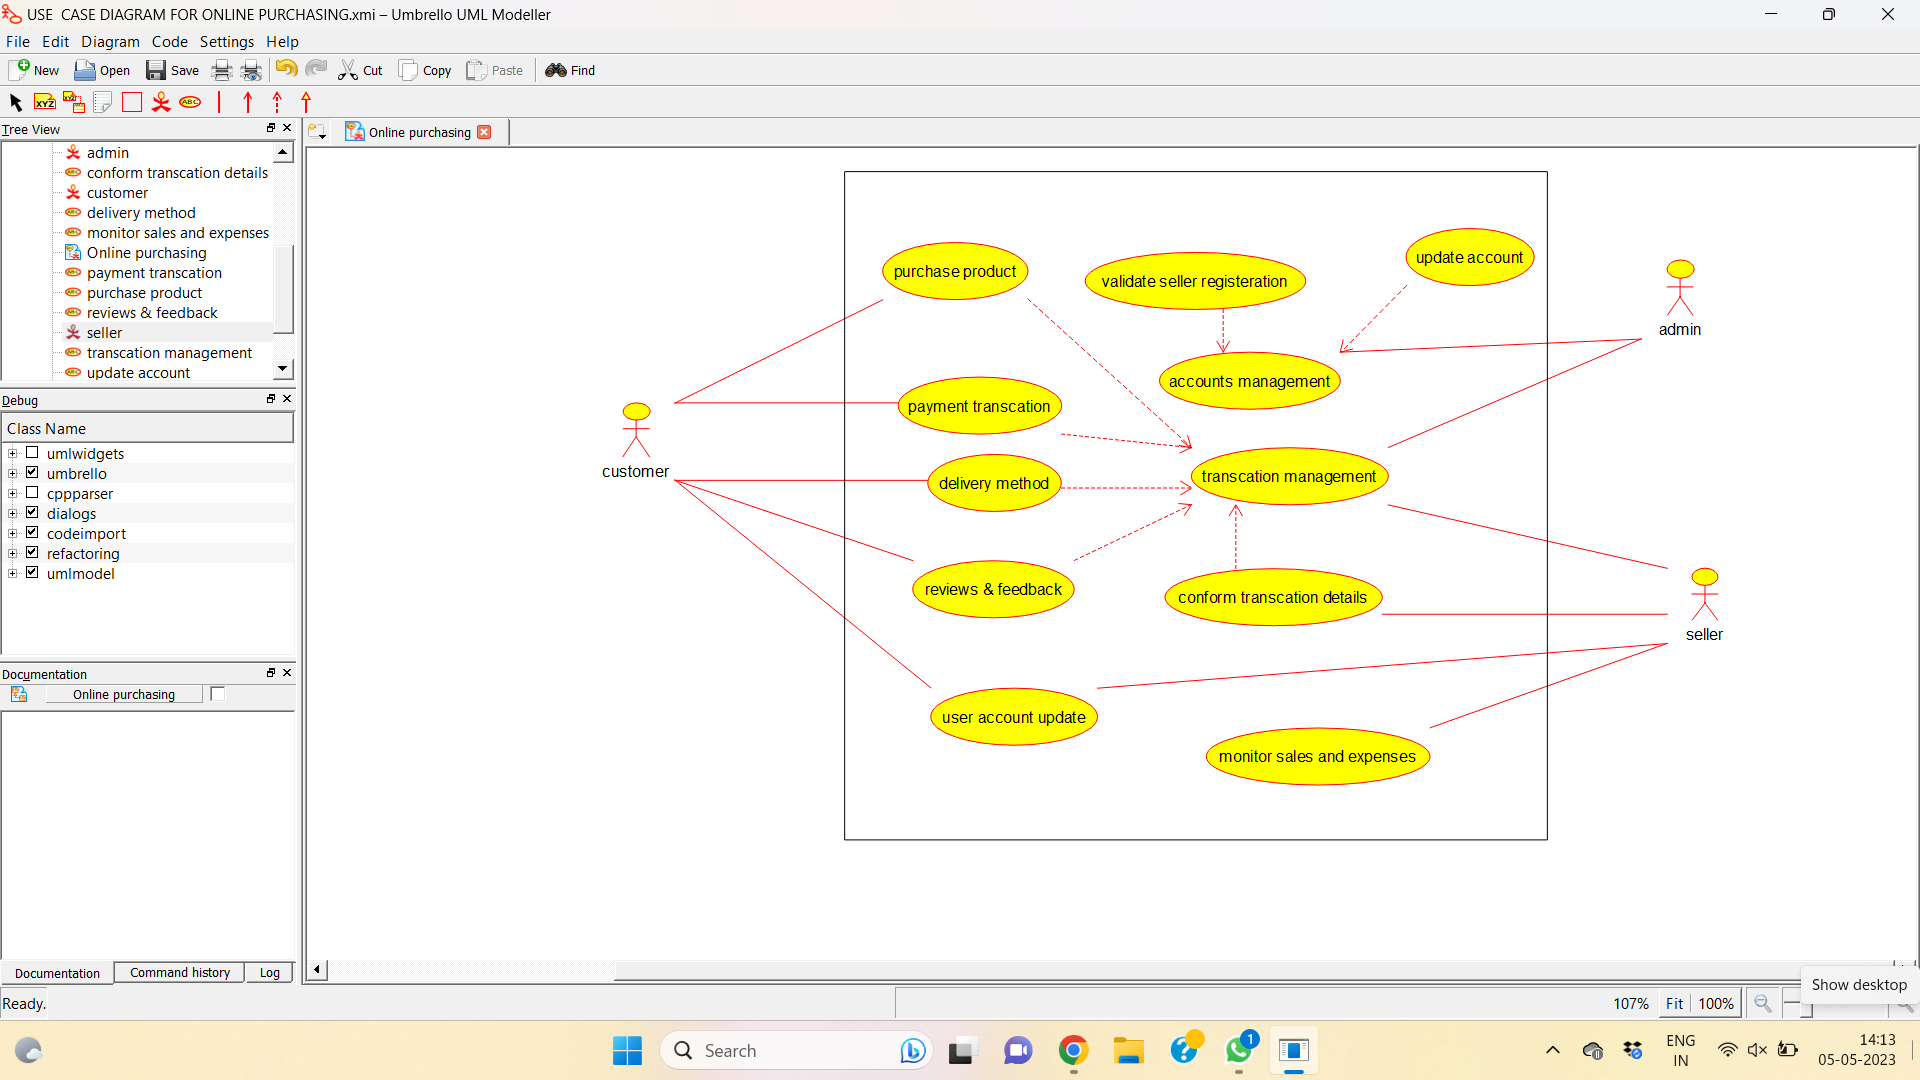 USE  CASE DIAGRAM FOR ONLINE PURCHASING.xmi – Umbrello UML Modeller
File Edit Diagram Code Settings Help
New Open Save Cut Copy Paste Find
XYZ XYZ ABC
Tree View
Online purchasing
admin
conform transcation details
customer
delivery method
monitor sales and expenses
Online purchasing
payment transcation
purchase product
reviews & feedback
seller
transcation management
update account
Debug
Class Name
umlwidgets
umbrello
cppparser
dialogs
codeimport
refactoring
umlmodel
Documentation
Online purchasing
Documentation Command history Log
purchase product
validate seller registeration
update account
admin
accounts management
payment transcation
customer
transcation management
delivery method
reviews & feedback
conform transcation details
seller
user account update
monitor sales and expenses
Show desktop
Ready.
107% Fit 100%
Search
1
ENG
IN
14:13
05-05-2023